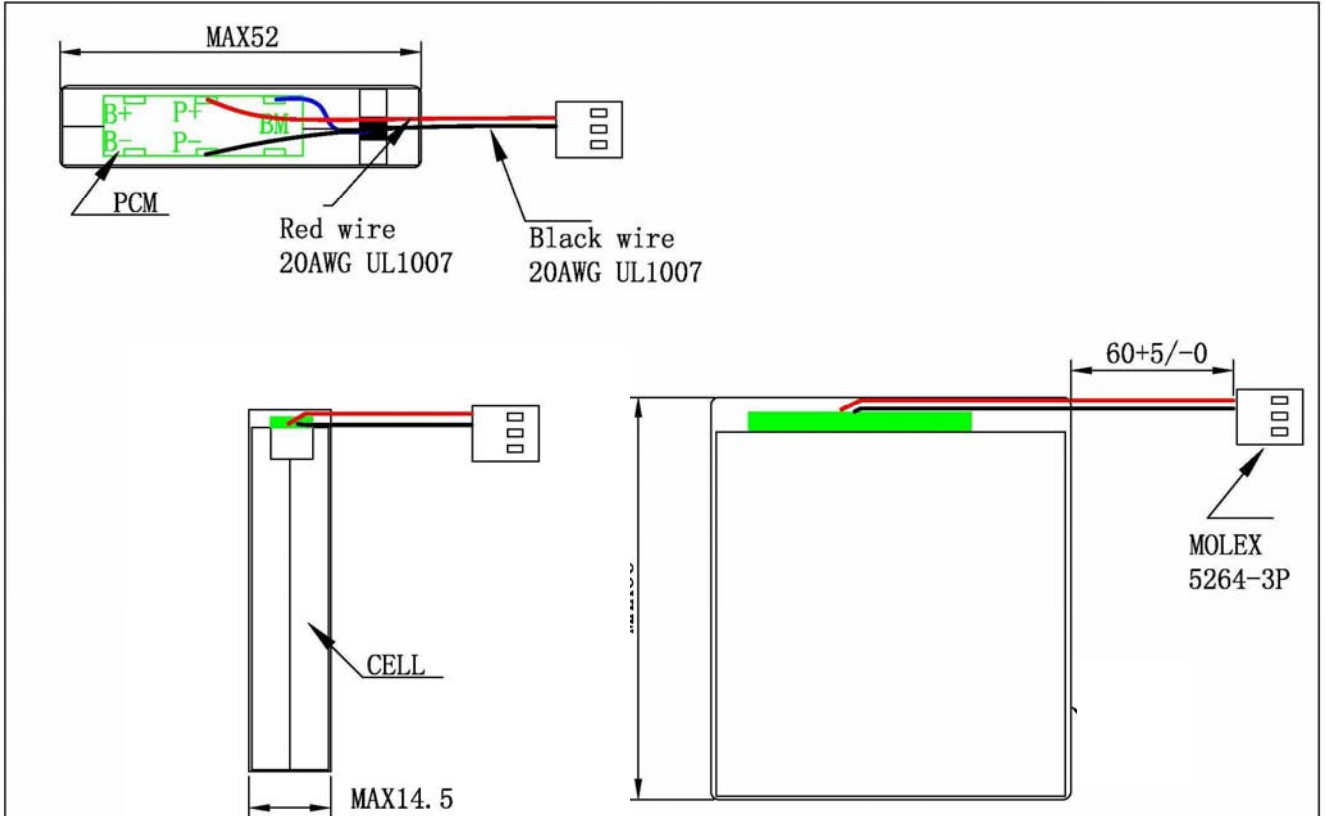 MAX52
B+ P+ BM
B- P-
PCM
Red wire
20AWG UL1007
Black wire
20AWG UL1007
60+5/-0
MOLEX
5264-3P
CELL
MAX14.5